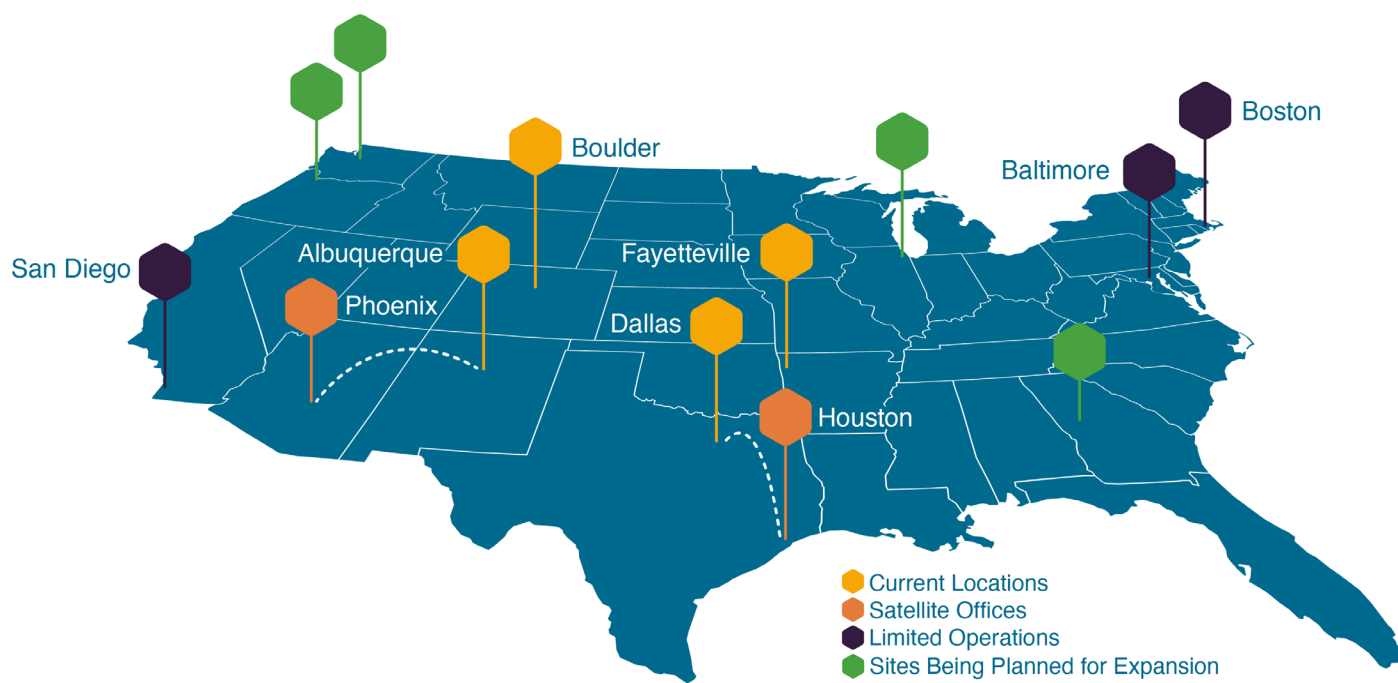 Boston
Boulder
Baltimore
Albuquerque
Fayetteville
San Diego
Phoenix
Dallas
Houston
Current Locations
Satellite Offices
Limited Operations
Sites Being Planned for Expansion